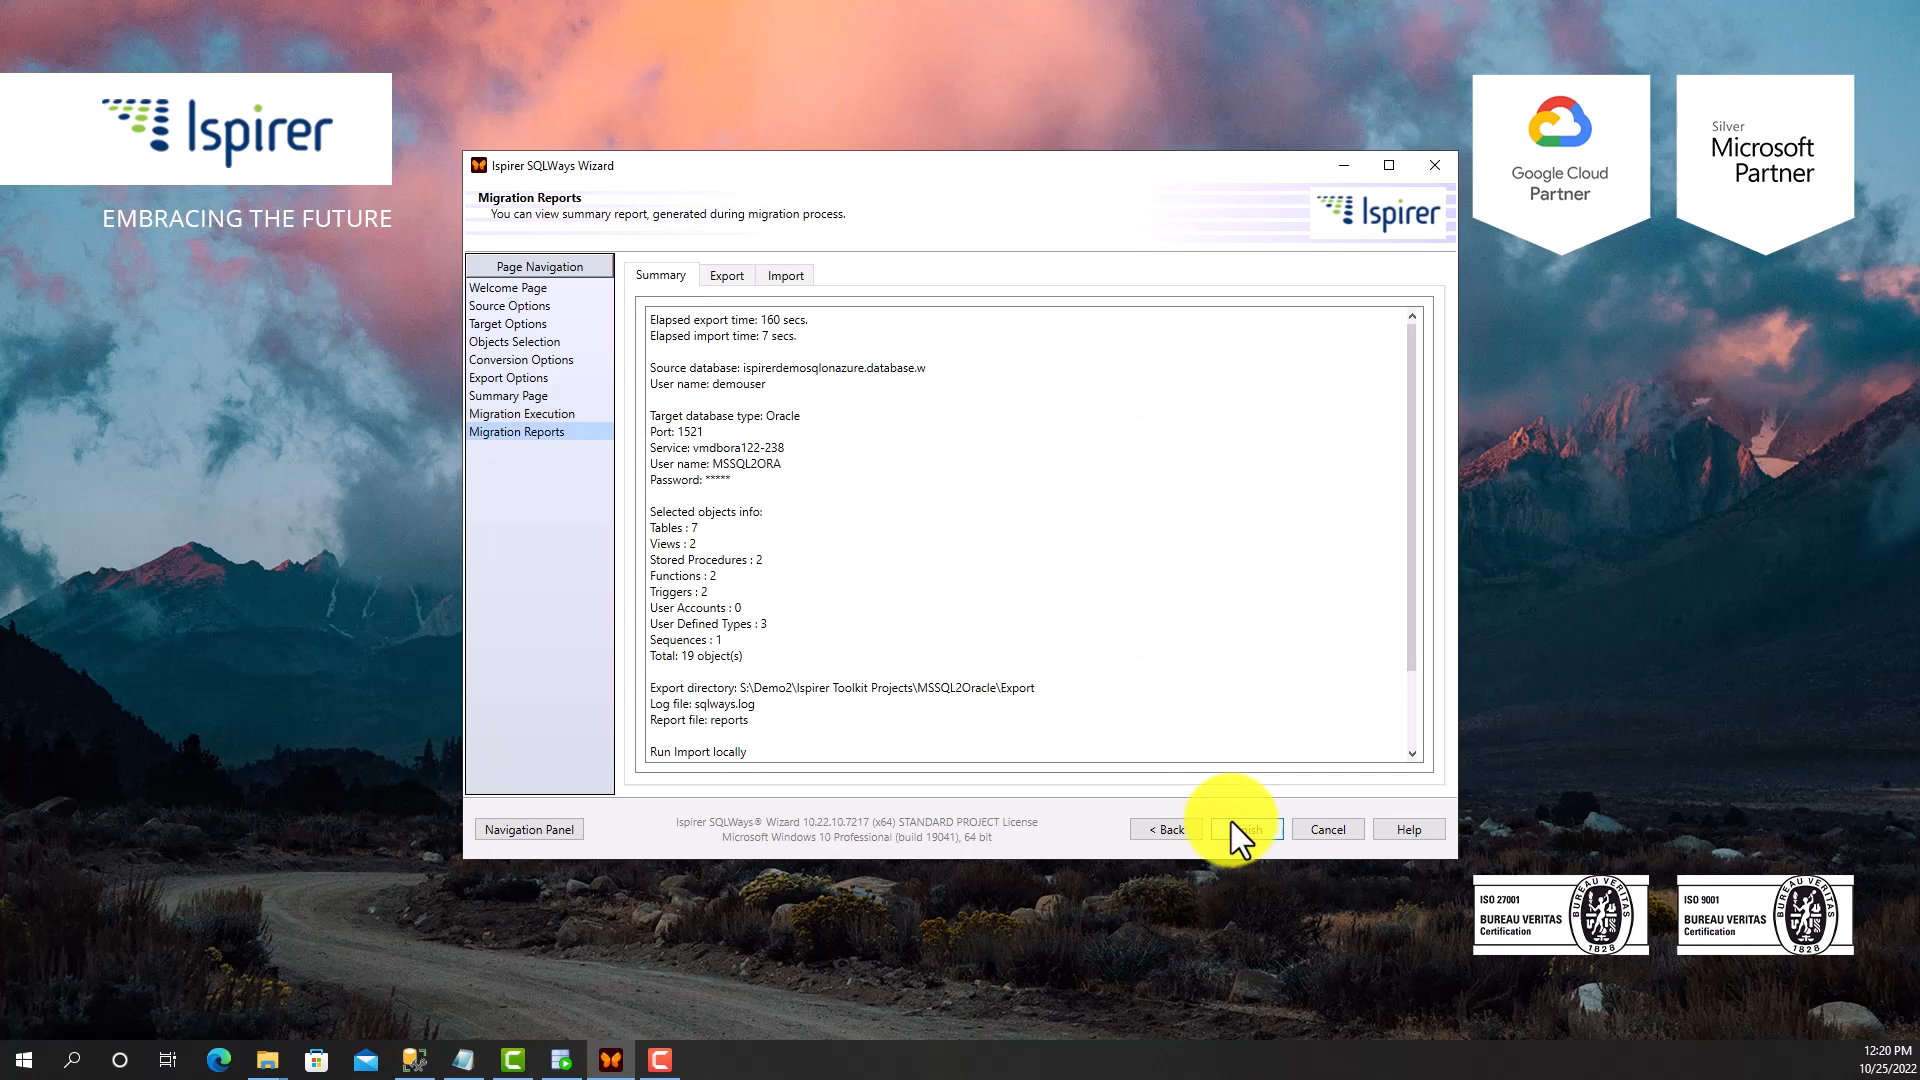 Ispirer
EMBRACING THE FUTURE
Google Cloud
Partner
Silver
Microsoft
Partner
Ispirer SQLWays Wizard
Migration Reports
You can view summary report, generated during migration process.
Ispirer
Page Navigation
Welcome Page
Source Options
Target Options
Objects Selection
Conversion Options
Export Options
Summary Page
Migration Execution
Migration Reports
Summary
Export
Import
Elapsed export time: 160 secs.
Elapsed import time: 7 secs.
Source database: ispirerdemosqlonazure.database.w
User name: demouser
Target database type: Oracle
Port: 1521
Service: vmdbora122-238
User name: MSSQL2ORA
Password: *****
Selected objects info:
Tables : 7
Views : 2
Stored Procedures : 2
Functions : 2
Triggers : 2
User Accounts : 0
User Defined Types : 3
Sequences : 1
Total: 19 object(s)
Export directory: S:\Demo2\Ispirer Toolkit Projects\MSSQL2Oracle\Export
Log file: sqlways.log
Report file: reports
Run Import locally
Navigation Panel
Ispirer SQLWays® Wizard 10.22.10.7217 (x64) STANDARD PROJECT License
Microsoft Windows 10 Professional (build 19041), 64 bit
< Back
Cancel
Help
ISO 27001
BUREAU VERITAS
Certification
BUREAU VERITAS
1828
ISO 9001
BUREAU VERITAS
Certification
BUREAU VERITAS
1828
12:20 PM
10/25/2022